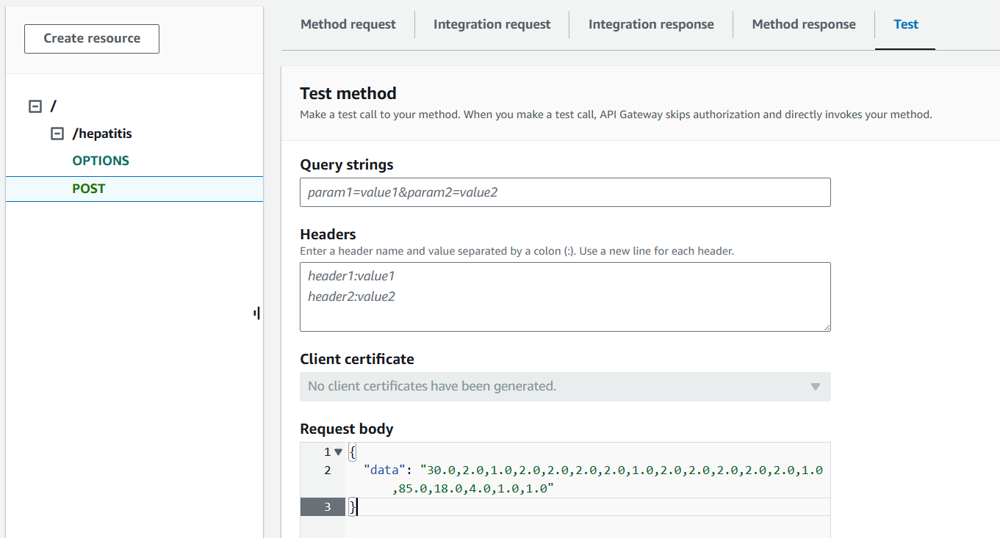 Create resource
/
/hepatitis
OPTIONS
POST
Method request
Integration request
Integration response
Method response
Test
Test method
Make a test call to your method. When you make a test call, API Gateway skips authorization and directly invokes your method.
Query strings
param1=value1&param2=value2
Headers
Enter a header name and value separated by a colon (:). Use a new line for each header.
header1:value1
header2:value2
Client certificate
No client certificates have been generated.
Request body
1 {
2 "data": "30.0,2.0,1.0,2.0,2.0,2.0,2.0,1.0,2.0,2.0,2.0,2.0,2.0,1.0
,85.0,18.0,4.0,1.0,1.0"
3 }